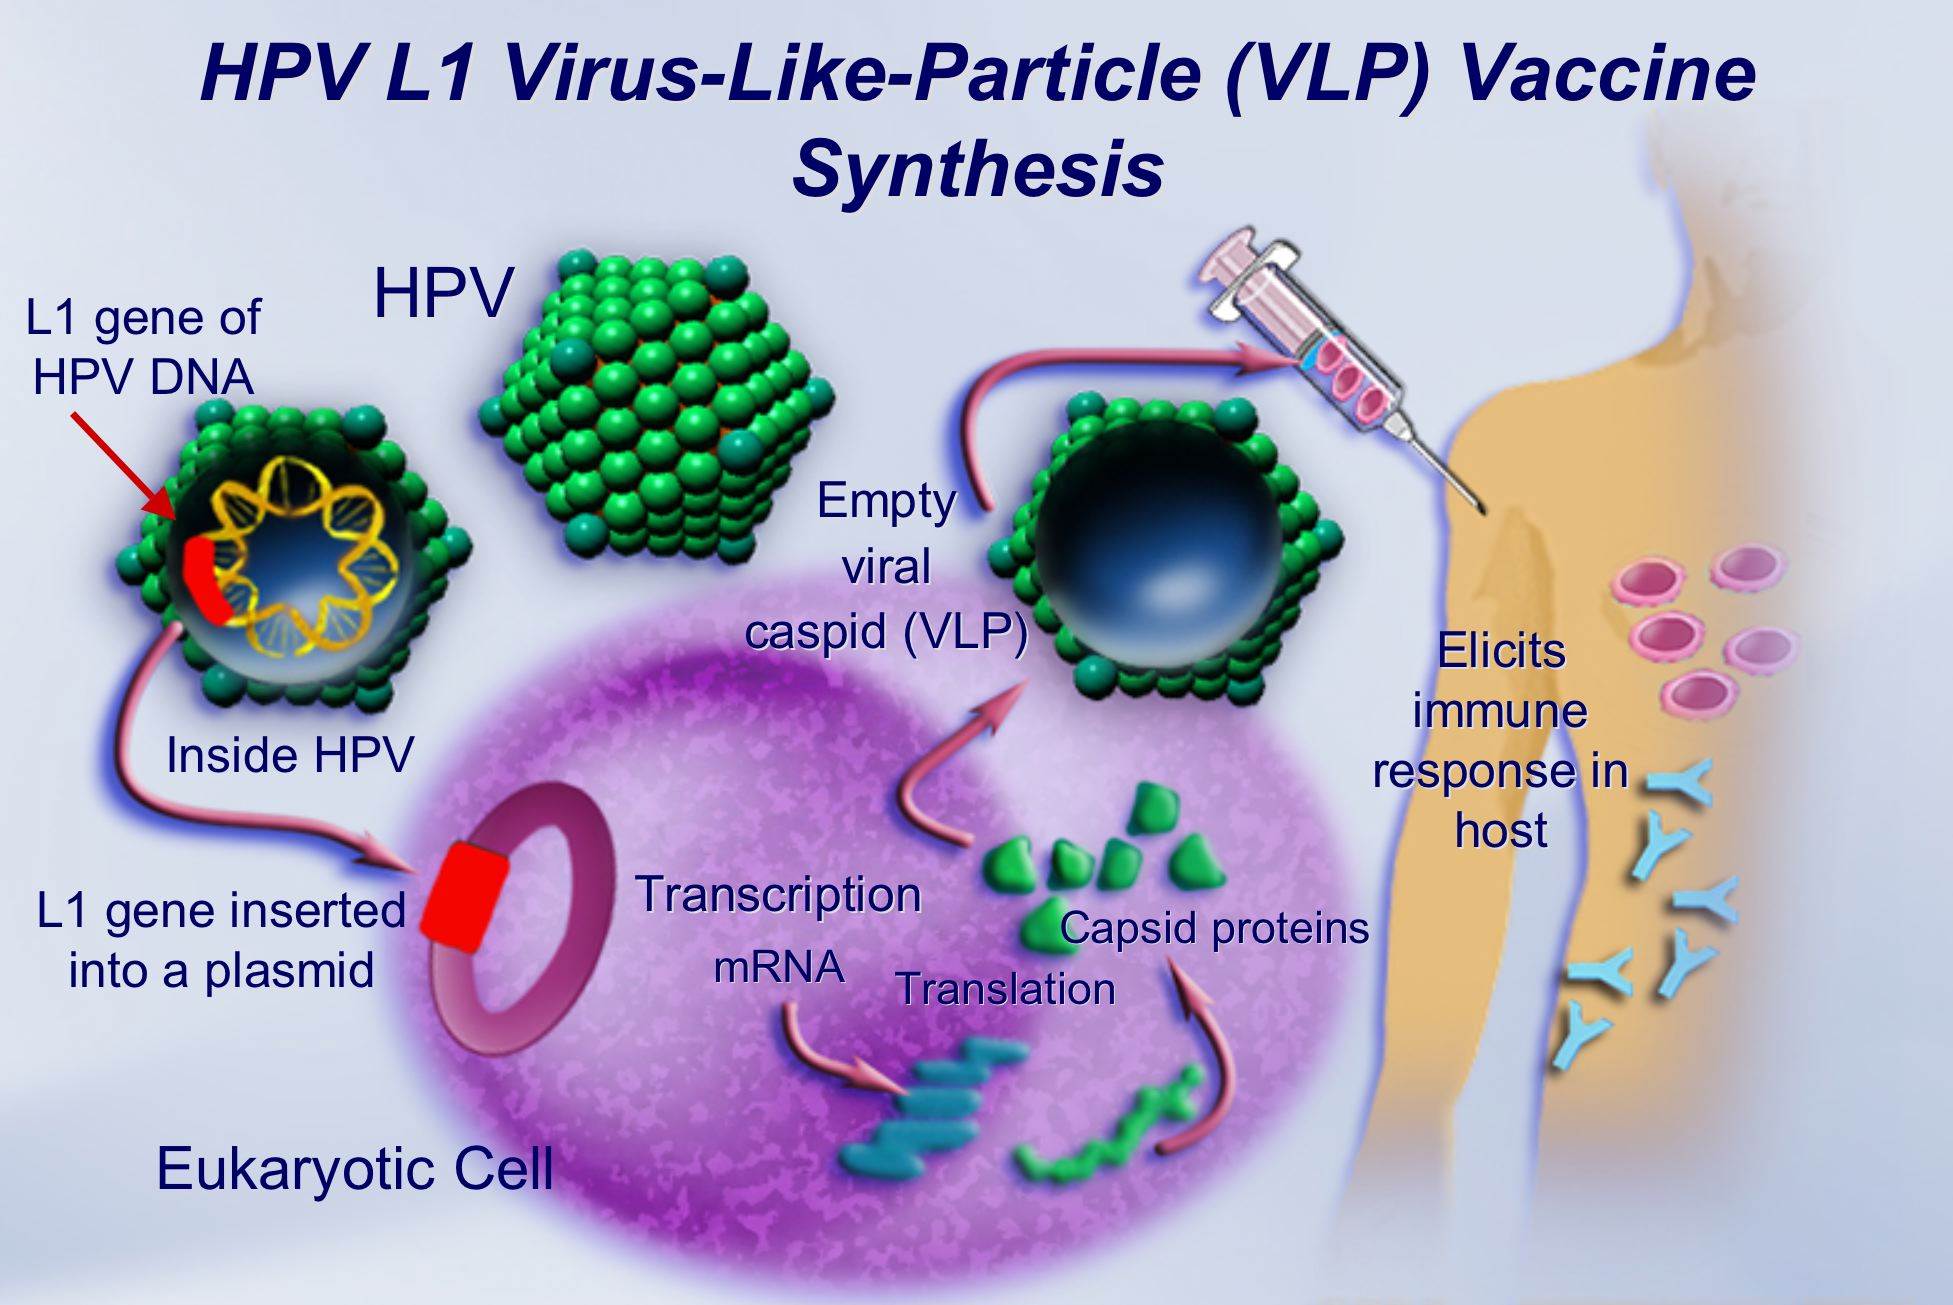 HPV L1 Virus-Like-Particle (VLP) Vaccine
Synthesis
HPV
L1 gene of
HPV DNA
Inside HPV
L1 gene inserted
into a plasmid
Eukaryotic Cell
Transcription
mRNA
Translation
Capsid proteins
Empty
viral
caspid (VLP)
Elicits
immune
response in
host